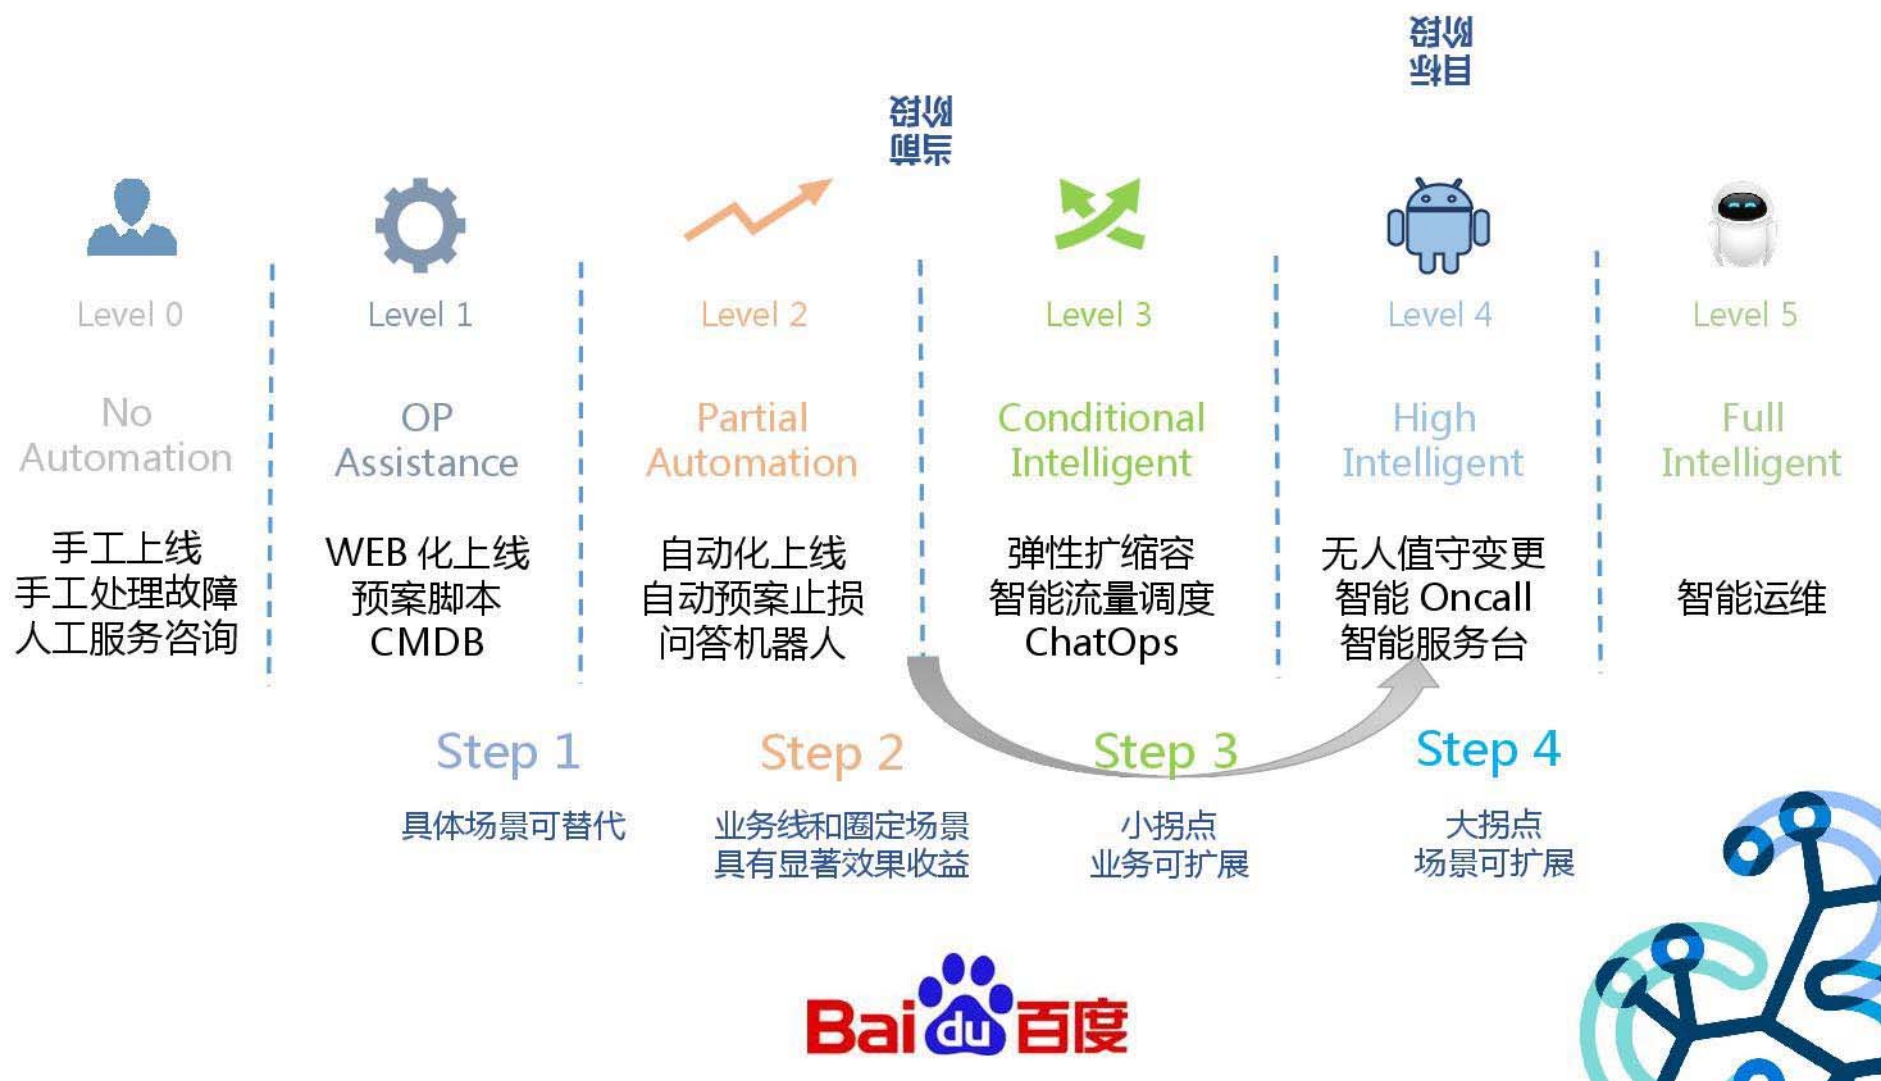 目标
阶段
当前
阶段
Level 0
Level 1
Level 2
Level 3
Level 4
Level 5
No
Automation
OP
Assistance
Partial
Automation
Conditional
Intelligent
High
Intelligent
Full
Intelligent
手工上线
手工处理故障
人工服务咨询
WEB 化上线
预案脚本
CMDB
自动化上线
自动预案止损
问答机器人
弹性扩缩容
智能流量调度
ChatOps
无人值守变更
智能 Oncall
智能服务台
智能运维
Step 1
Step 2
Step 3
Step 4
具体场景可替代
业务线和圈定场景
具有显著效果收益
小拐点
业务可扩展
大拐点
场景可扩展
Bai du 百度